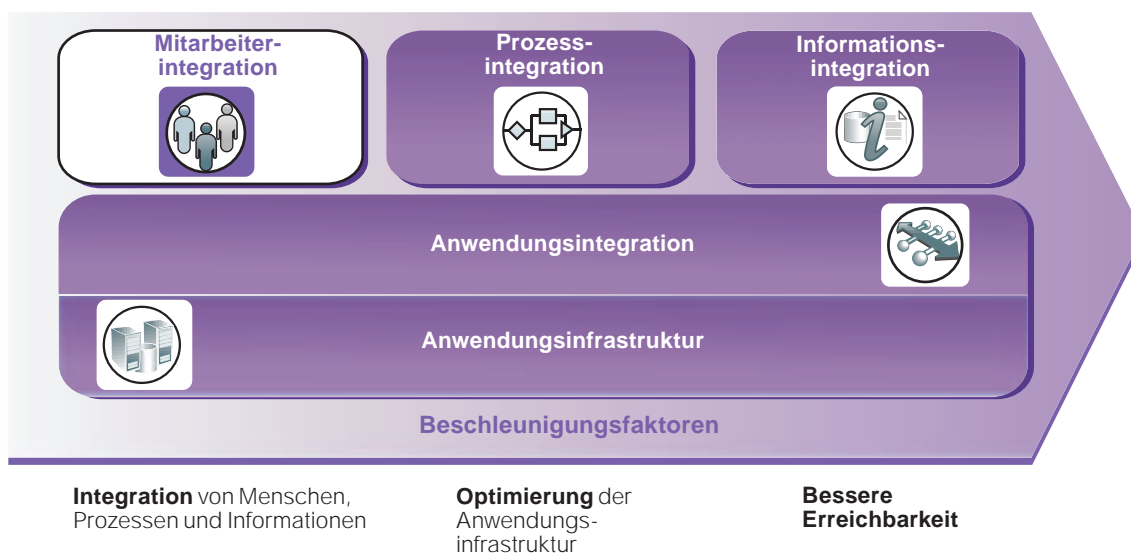 Mitarbeiter-
integration
Prozess-
integration
Informations-
integration
Anwendungsintegration
Anwendungsinfrastruktur
Beschleunigungsfaktoren
Integration von Menschen,
Prozessen und Informationen
Optimierung der
Anwendungs-
infrastruktur
Bessere
Erreichbarkeit